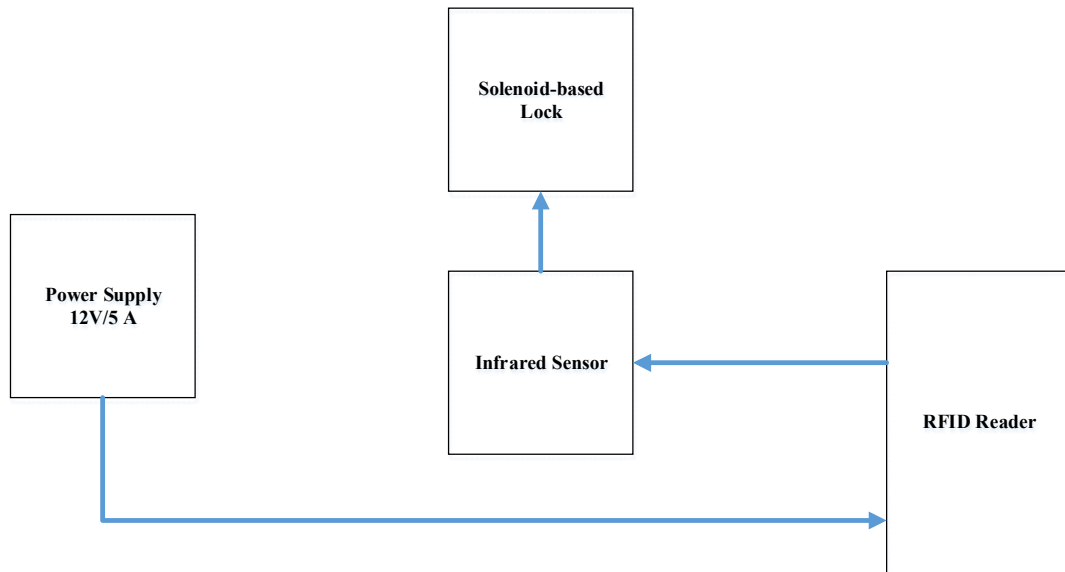 Solenoid-based
Lock
Power Supply
12V/5 A
Infrared Sensor
RFID Reader